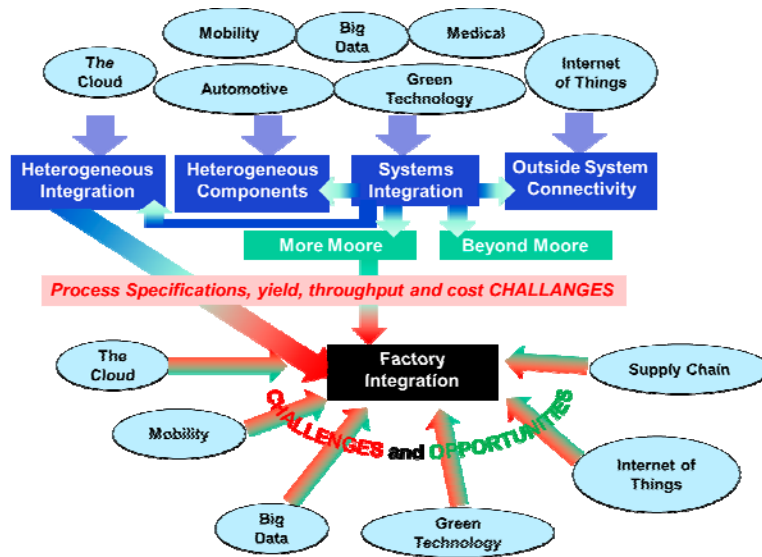 Mobility
Big
Data
Medical
The
Cloud
Automotive
Green
Technology
Internet
of Things
Heterogeneous
Integration
Heterogeneous
Components
Systems
Integration
Outside System
Connectivity
More Moore
Beyond Moore
Process Specifications, yield, throughput and cost CHALLANGES
The
Cloud
Factory
Integration
Supply Chain
Mobility
CHALLENGES and OPPORTUNITIES
Internet of
Things
Big
Data
Green
Technology